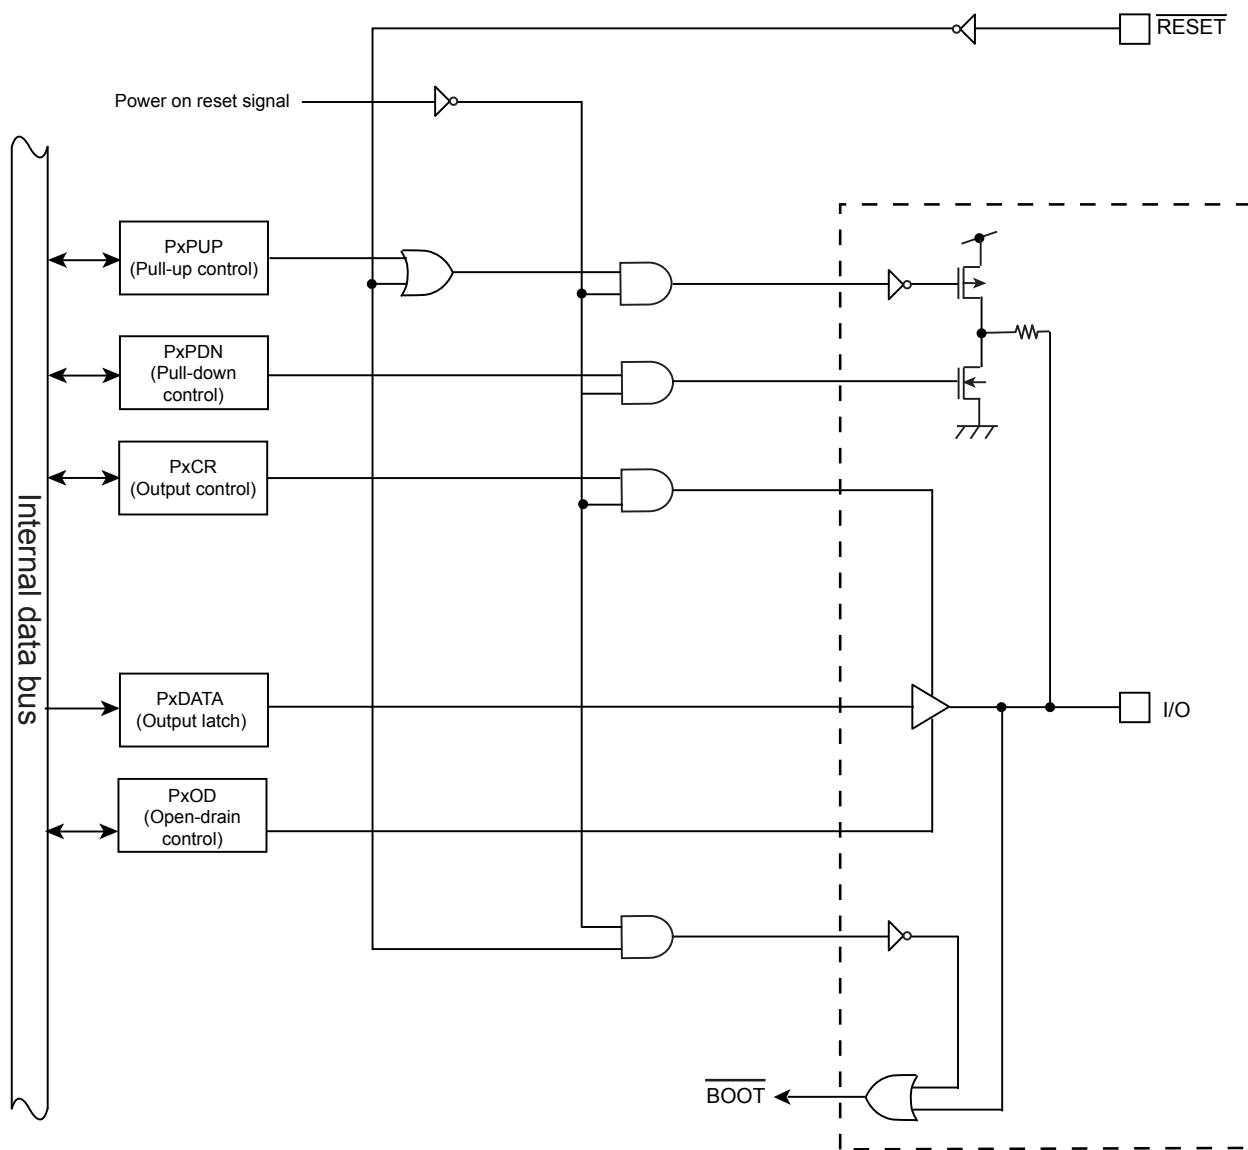 RESET
Power on reset signal
PxPUP
(Pull-up control)
PxPDN
(Pull-down
control)
PxCR
(Output control)
Internal data bus
PxDATA
(Output latch)
I/O
PxOD
(Open-drain
control)
BOOT